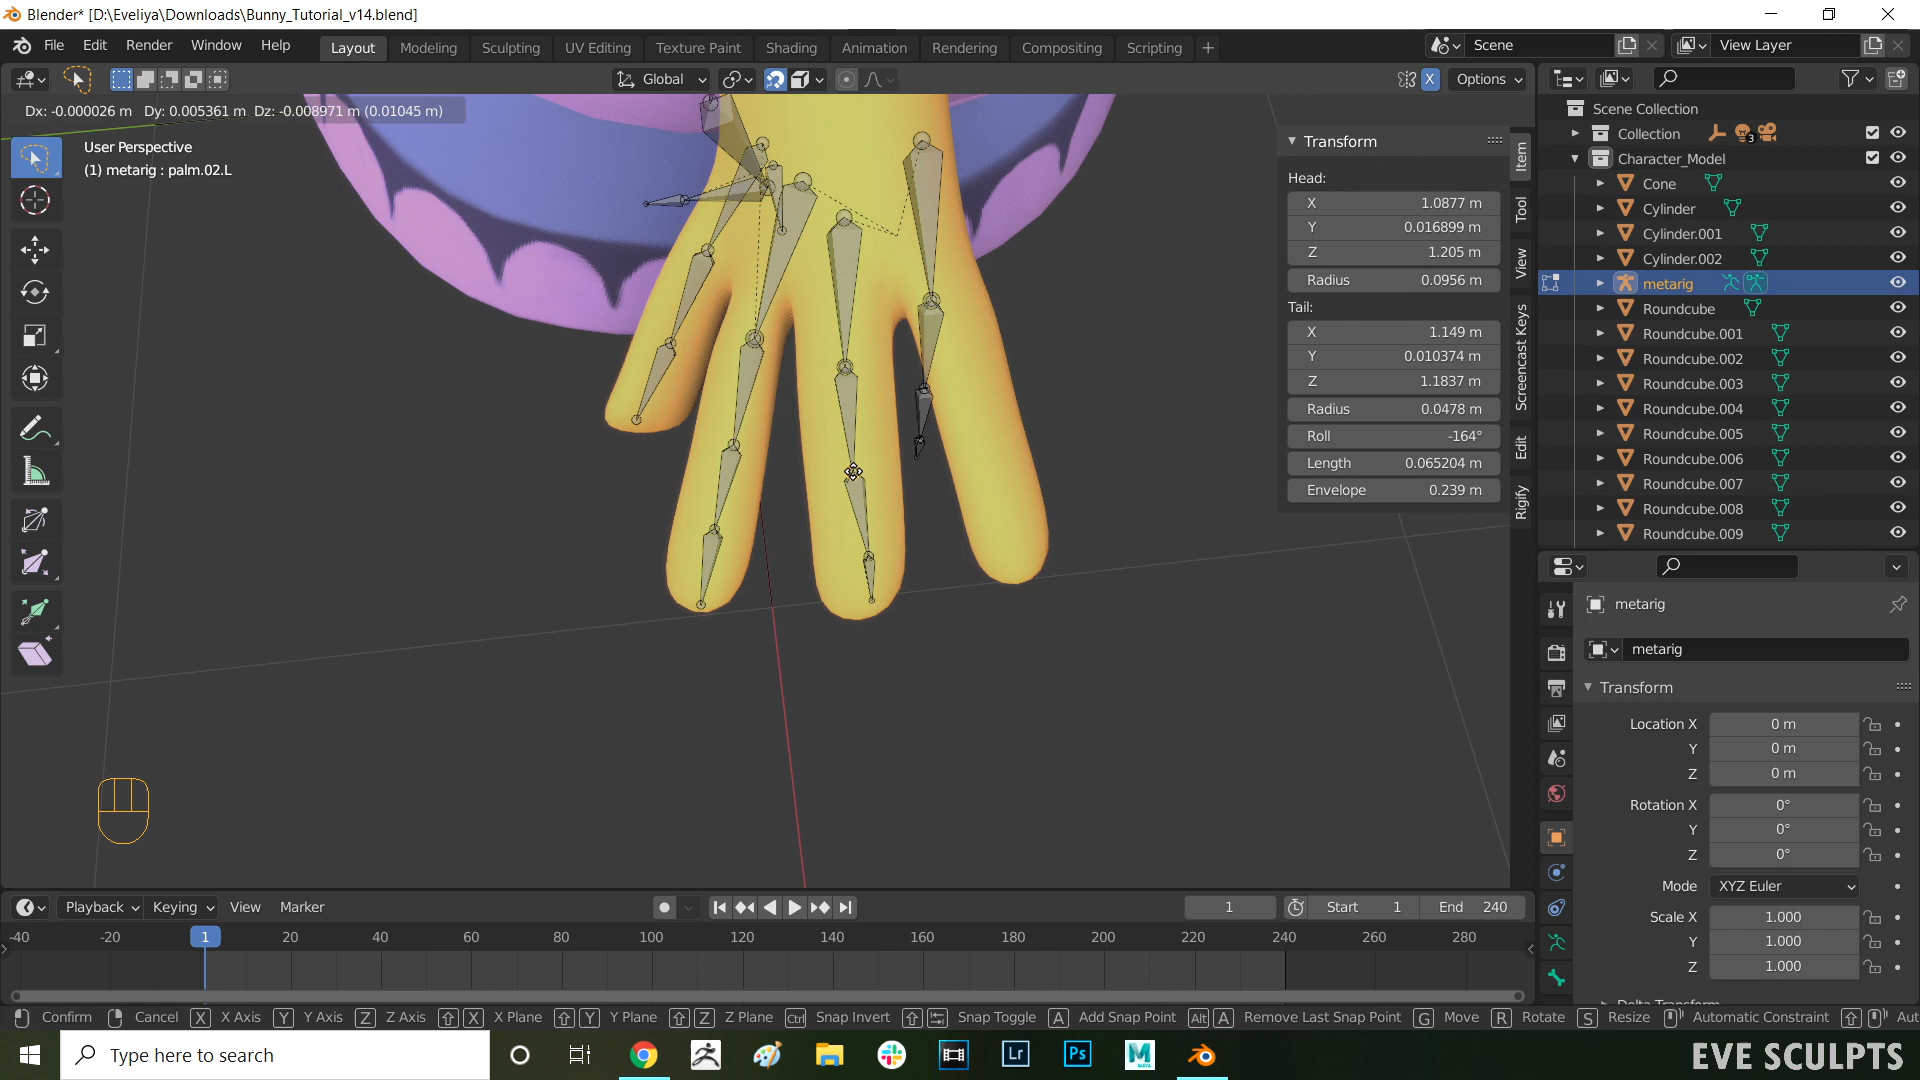 Blender* [D:\Eveliya\Downloads\Bunny_Tutorial_v14.blend]
File Edit Render Window Help Layout Modeling Sculpting UV Editing Texture Paint Shading Animation Rendering Compositing Scripting + Scene View Layer
Global X Options
Dx: -0.000026 m Dy: 0.005361 m Dz: -0.008971 m (0.01045 m)
User Perspective
(1) metarig : palm.02.L
Transform
Head:
X 1.0877 m
Y 0.016899 m
Z 1.205 m
Radius 0.0956 m
Tail:
X 1.149 m
Y 0.010374 m
Z 1.1837 m
Radius 0.0478 m
Roll -164°
Length 0.065204 m
Envelope 0.239 m
Item
Tool
View
Screencast Keys
Edit
Rigify
Scene Collection
Collection 3
Character_Model
Cone
Cylinder
Cylinder.001
Cylinder.002
metarig
Roundcube
Roundcube.001
Roundcube.002
Roundcube.003
Roundcube.004
Roundcube.005
Roundcube.006
Roundcube.007
Roundcube.008
Roundcube.009
metarig
metarig
Transform
Location X 0 m
Y 0 m
Z 0 m
Rotation X 0°
Y 0°
Z 0°
Mode XYZ Euler
Scale X 1.000
Y 1.000
Z 1.000
Playback Keying View Marker 1 Start 1 End 240
-40 -20 1 20 40 60 80 100 120 140 160 180 200 220 240 260 280
Confirm Cancel X X Axis Y Y Axis Z Z Axis X X Plane Y Y Plane Z Z Plane Ctrl Snap Invert Snap Toggle A Add Snap Point Alt A Remove Last Snap Point G Move R Rotate S Resize Automatic Constraint Aut
Type here to search Lr Ps M
EVE SCULPTS